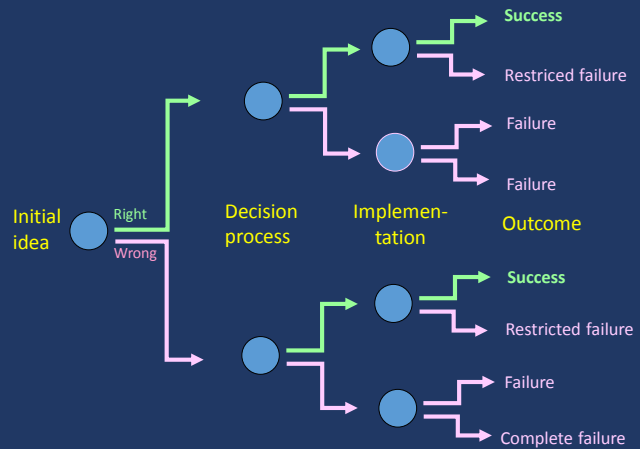 Success
Restriced failure
Failure
Failure
Initial
idea
Right
Wrong
Decision
process
Implemen-
tation
Outcome
Success
Restricted failure
Failure
Complete failure